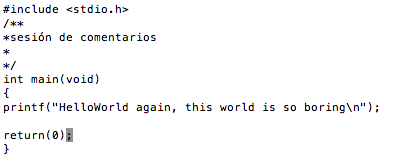 #include <stdio.h>
/**
*sesión de comentarios
*
*/
int main(void)
{
printf("HelloWorld again, this world is so boring\n");
return(0);
}